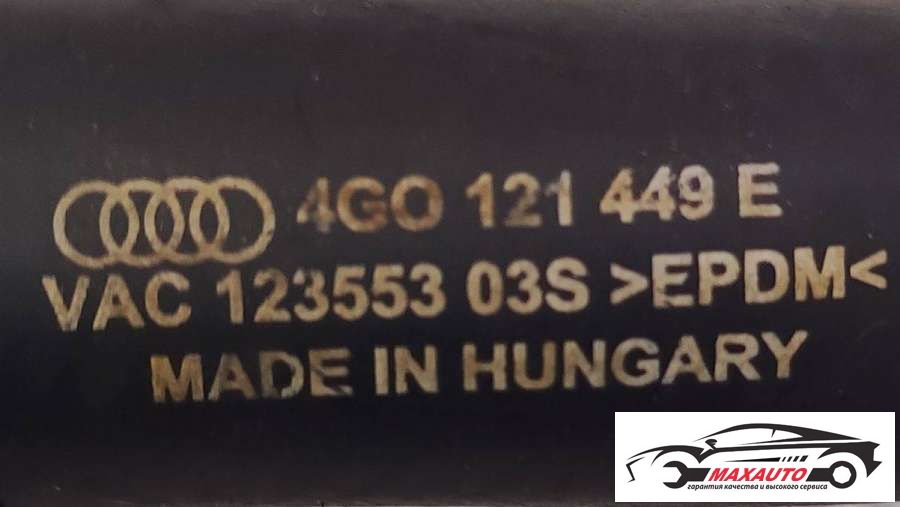 4G0 121 449 E
VAC 123553 03S >EPDM<
MADE IN HUNGARY
MAXAUTO
гарантия качества и высокого сервиса